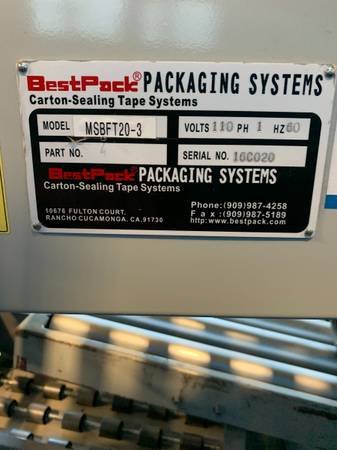 BestPack® PACKAGING SYSTEMS
Carton-Sealing Tape Systems
MODEL MSBFT20-3 VOLTS 110 PH 1 HZ 60
PART NO. SERIAL NO. 16C020
BestPack® PACKAGING SYSTEMS
Carton-Sealing Tape Systems
10676 FULTON COURT, Phone:(909)987-4258
RANCHO CUCAMONGA, CA.91730 Fax:(909)987-5189
http:www.bestpack.com